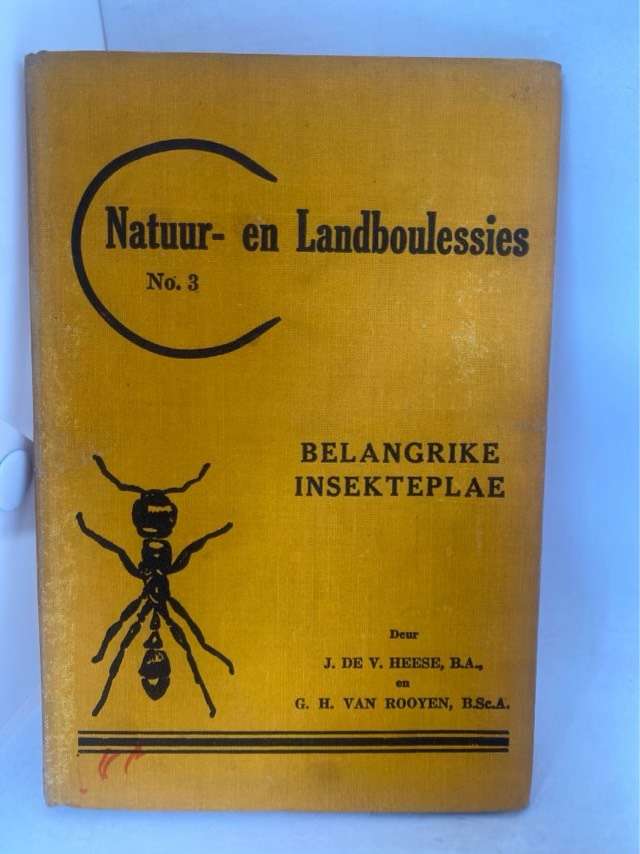 Natuur- en Landboulessies
No. 3
BELANGRIKE
INSEKTEPLAE
Deur
J. DE V. HEESE, B.A.,
en
G. H. VAN ROOYEN, B.Sc.A.